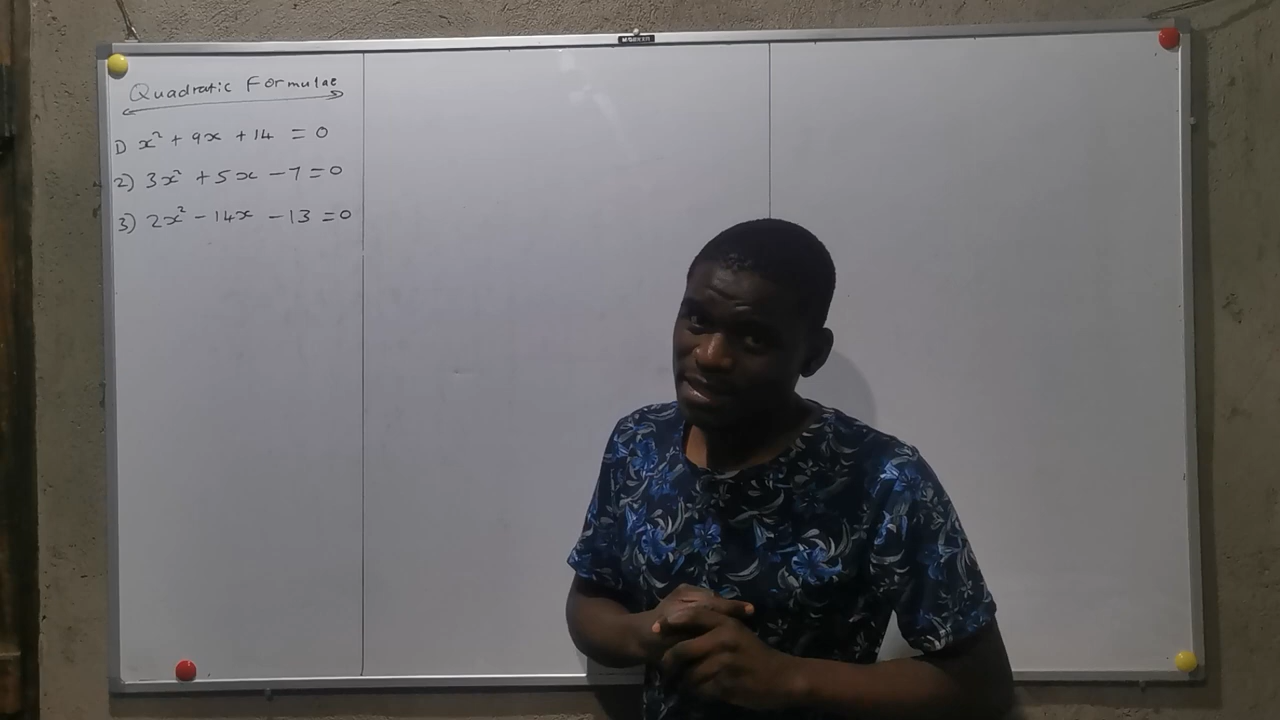 Quadratic Formulae
1) x² + 9x + 14 = 0
2) 3x² + 5x - 7 = 0
3) 2x² - 14x - 13 = 0